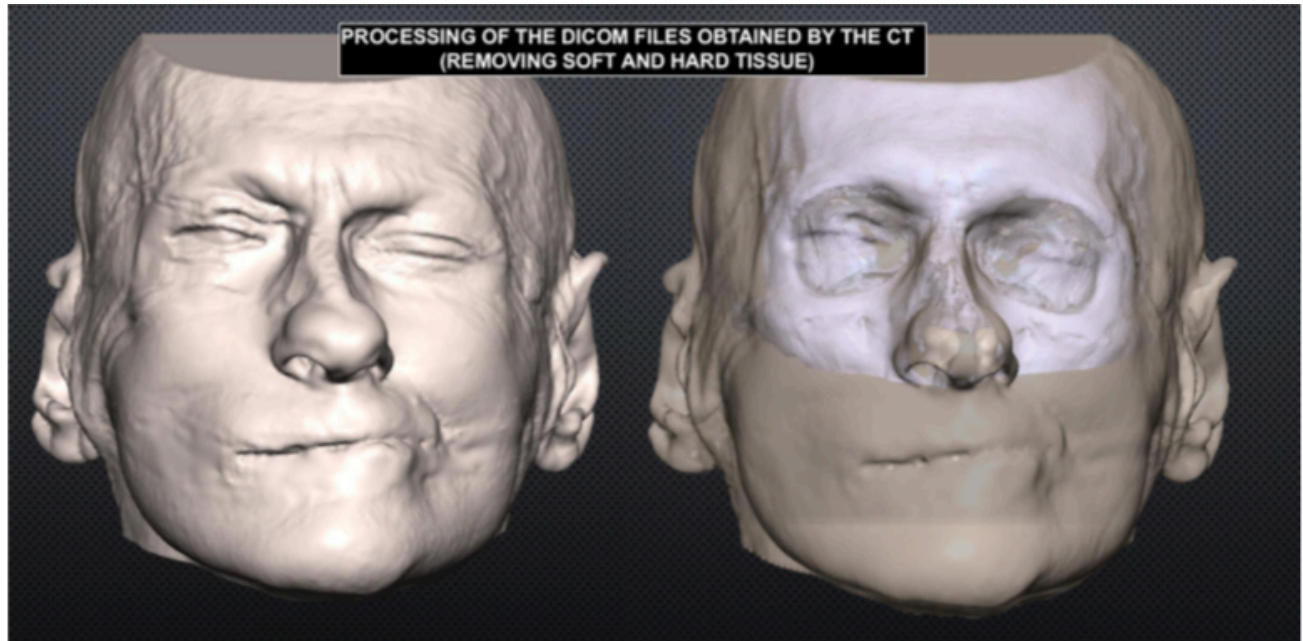 PROCESSING OF THE DICOM FILES OBTAINED BY THE CT
(REMOVING SOFT AND HARD TISSUE)